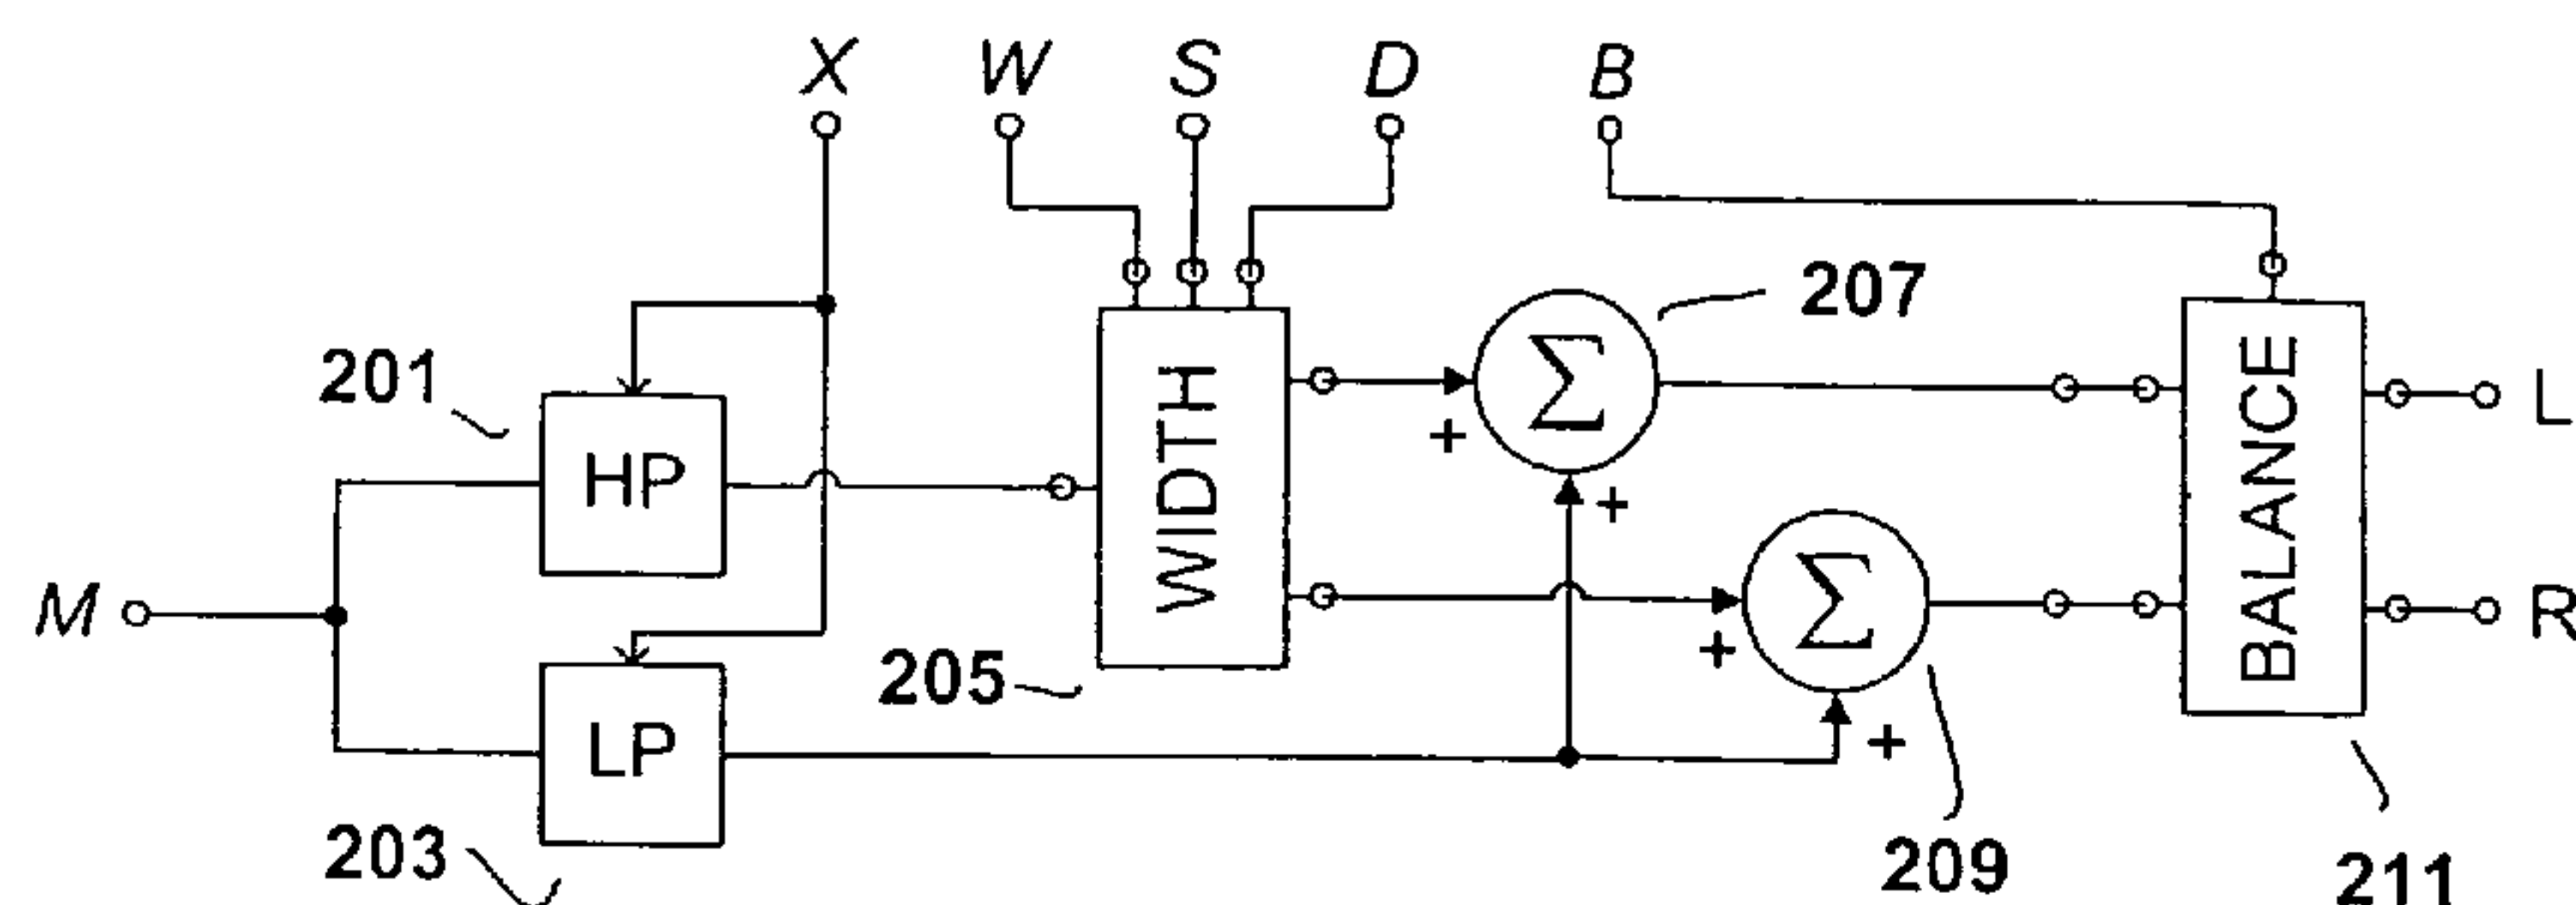 X W S D B
207
201
HP
WIDTH
Σ
+
+
BALANCE
L
M
Σ
+
+
R
205
LP
203
209
211